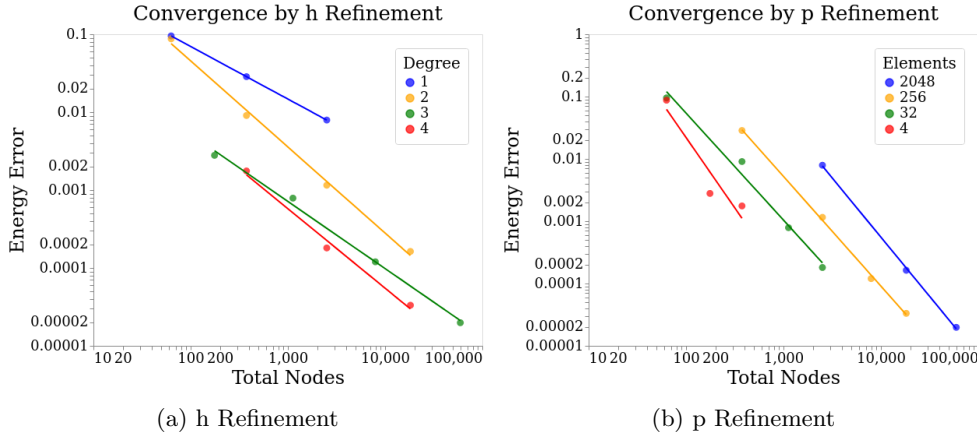 Convergence by h Refinement
Energy Error
0.1
0.02
0.01
0.002
0.001
0.0002
0.0001
0.00002
0.00001
Degree
1
2
3
4
10 20 100 200 1,000 10,000 100,000
Total Nodes
(a) h Refinement
Convergence by p Refinement
Energy Error
1
0.2
0.1
0.02
0.01
0.002
0.001
0.0002
0.0001
0.00002
0.00001
Elements
2048
256
32
4
10 20 100 200 1,000 10,000 100,000
Total Nodes
(b) p Refinement